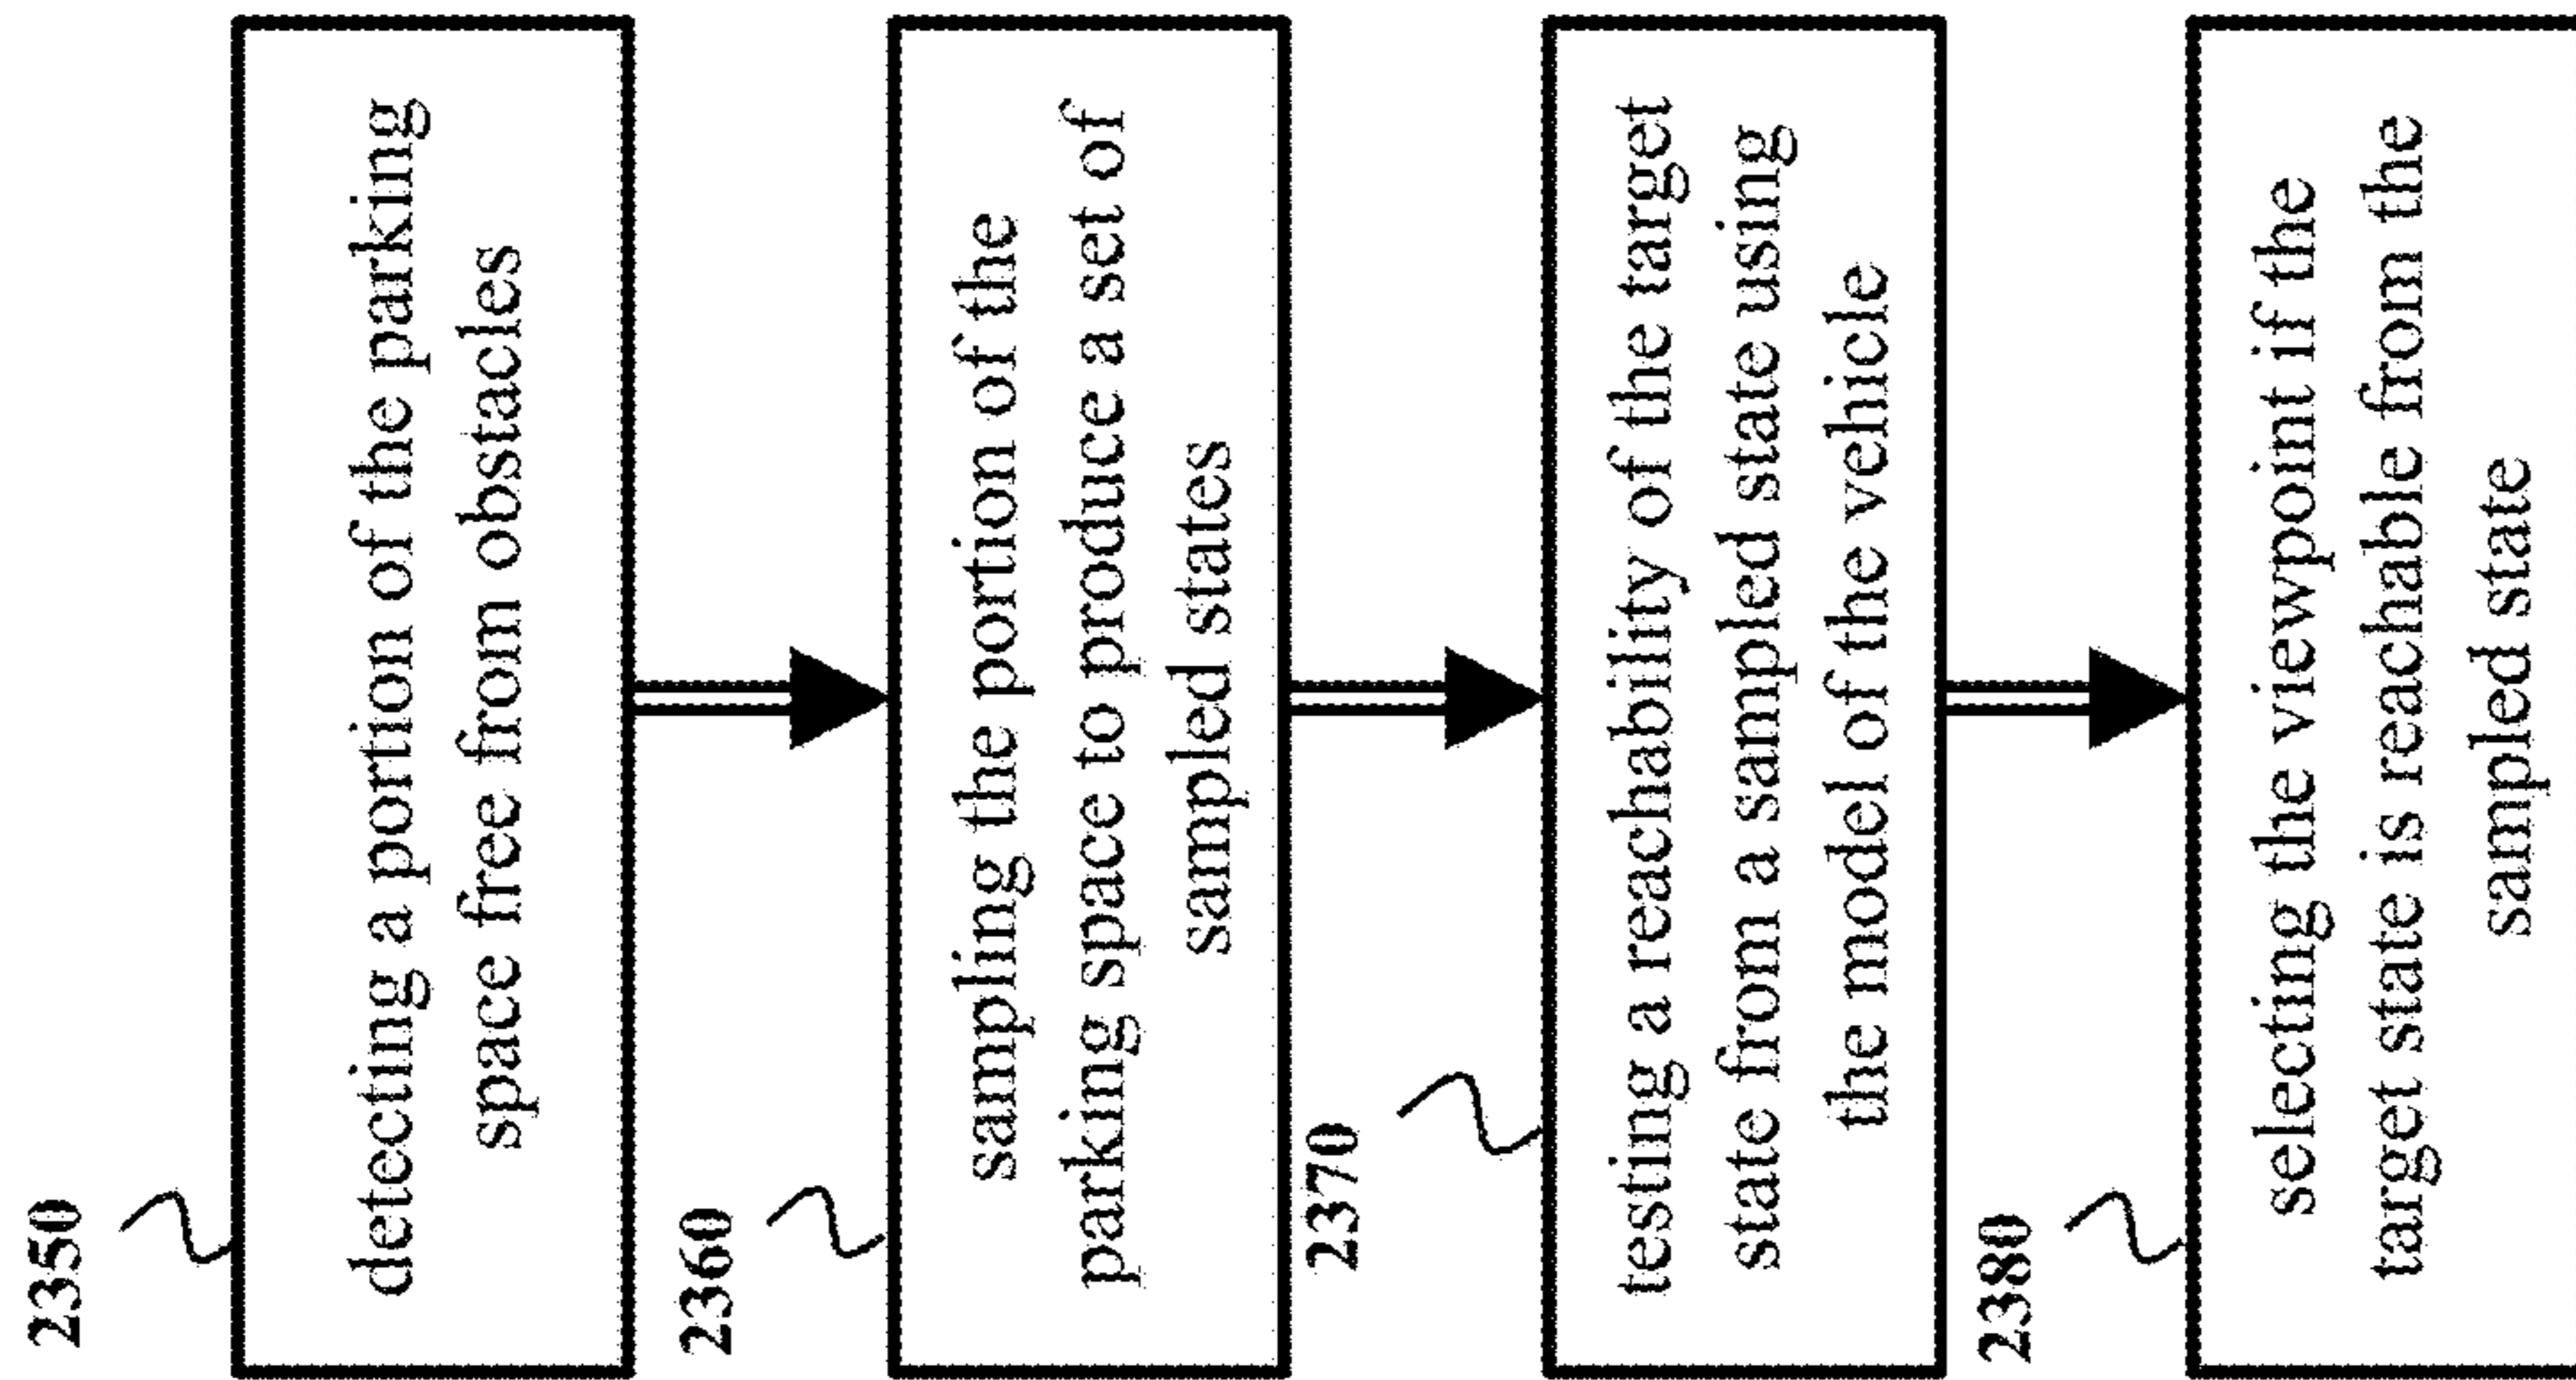 2350
detecting a portion of the parking
space free from obstacles
2360
sampling the portion of the
parking space to produce a set of
sampled states
2370
testing a reachability of the target
state from a sampled state using
the model of the vehicle
2380
selecting the viewpoint if the
target state is reachable from the
sampled state